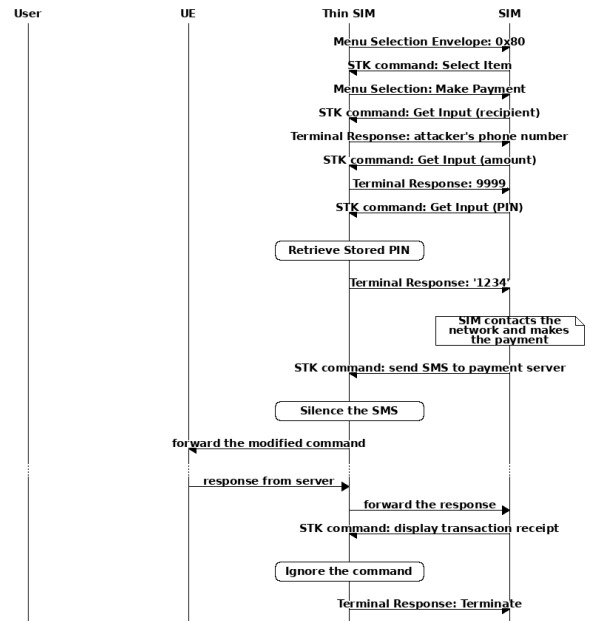 User UE Thin SIM SIM
Menu Selection Envelope: 0x80
STK command: Select Item
Menu Selection: Make Payment
STK command: Get Input (recipient)
Terminal Response: attacker's phone number
STK command: Get Input (amount)
Terminal Response: 9999
STK command: Get Input (PIN)
Retrieve Stored PIN
Terminal Response: '1234'
SIM contacts the
network and makes
the payment
STK command: send SMS to payment server
Silence the SMS
forward the modified command
response from server
forward the response
STK command: display transaction receipt
Ignore the command
Terminal Response: Terminate